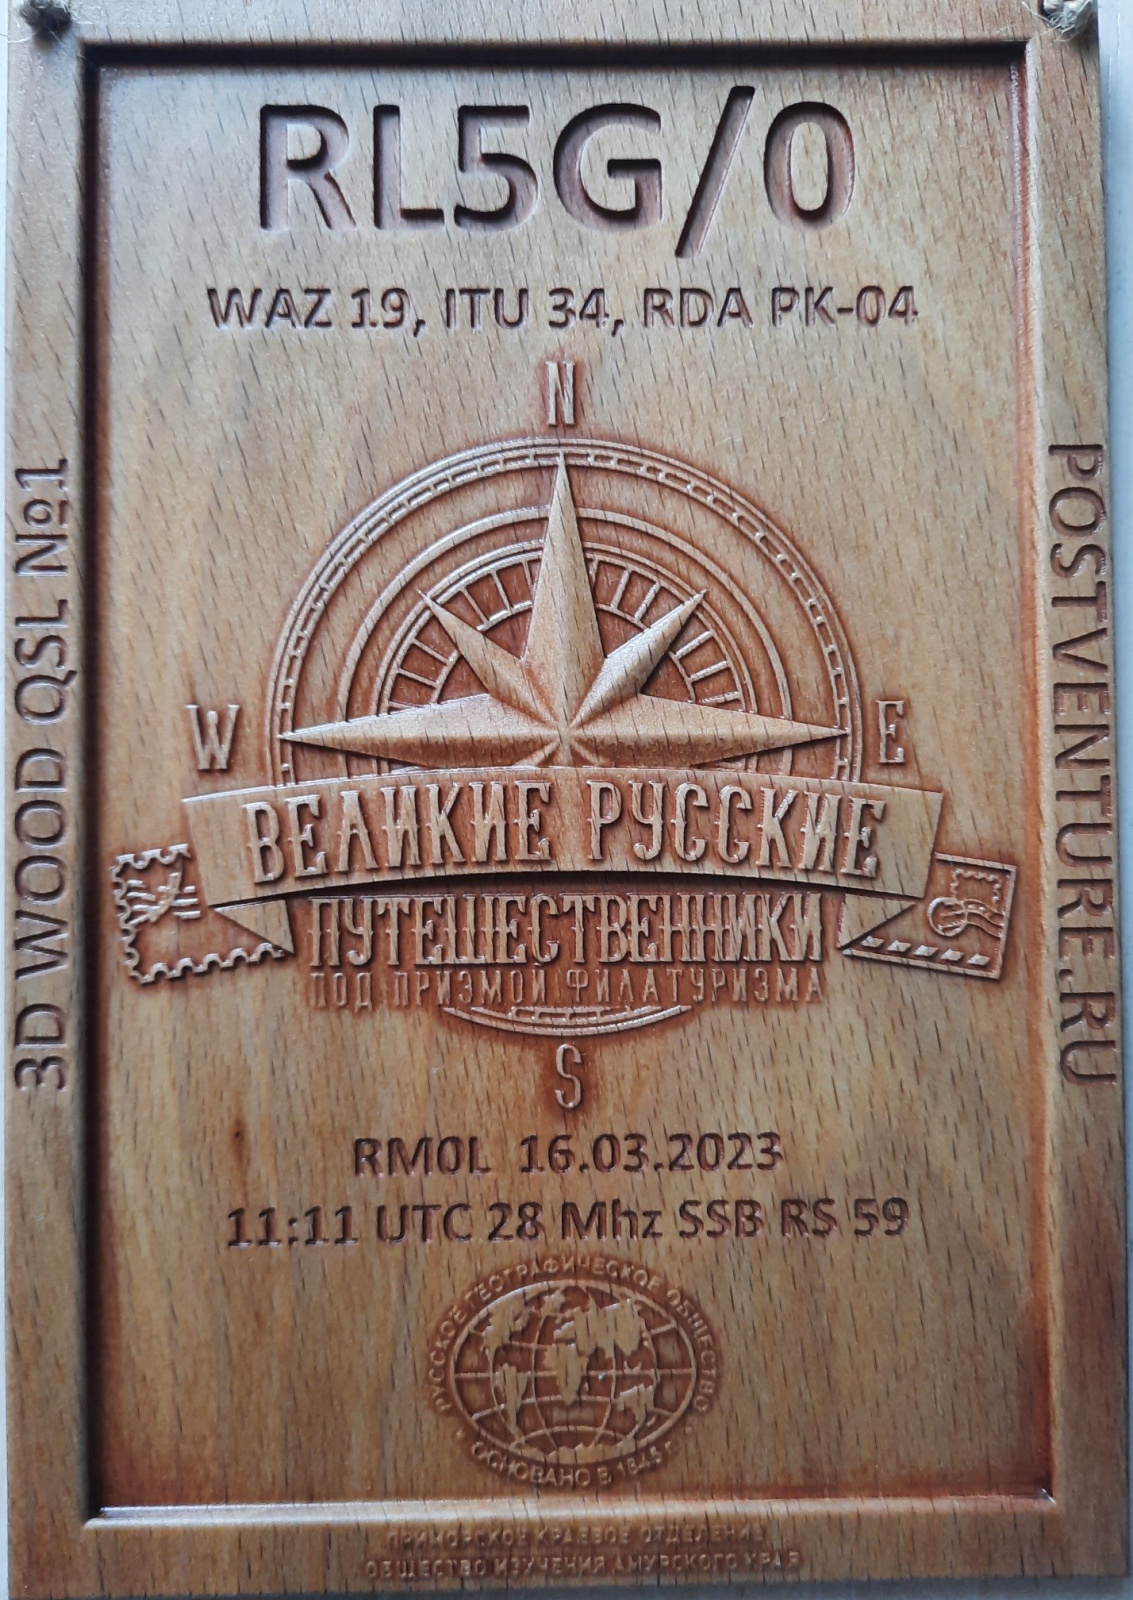 RL5G/0
WAZ 19, ITU 34, RDA PK-04
N
W
E
ВЕЛИКИЕ РУССКИЕ
ПУТЕШЕСТВЕННИКИ
ПОД ПРИЗМОЙ ФИЛАТУРИЗМА
S
RM0L 16.03.2023
11:11 UTC 28 Mhz SSB RS 59
РУССКОЕ ГЕОГРАФИЧЕСКОЕ ОБЩЕСТВО
ОСНОВАНО В 1845 г.
ПРИМОРСКОЕ КРАЕВОЕ ОТДЕЛЕНИЕ
ОБЩЕСТВО ИЗУЧЕНИЯ АМУРСКОГО КРАЯ
3D WOOD QSL №1
POSTVENTURE.RU